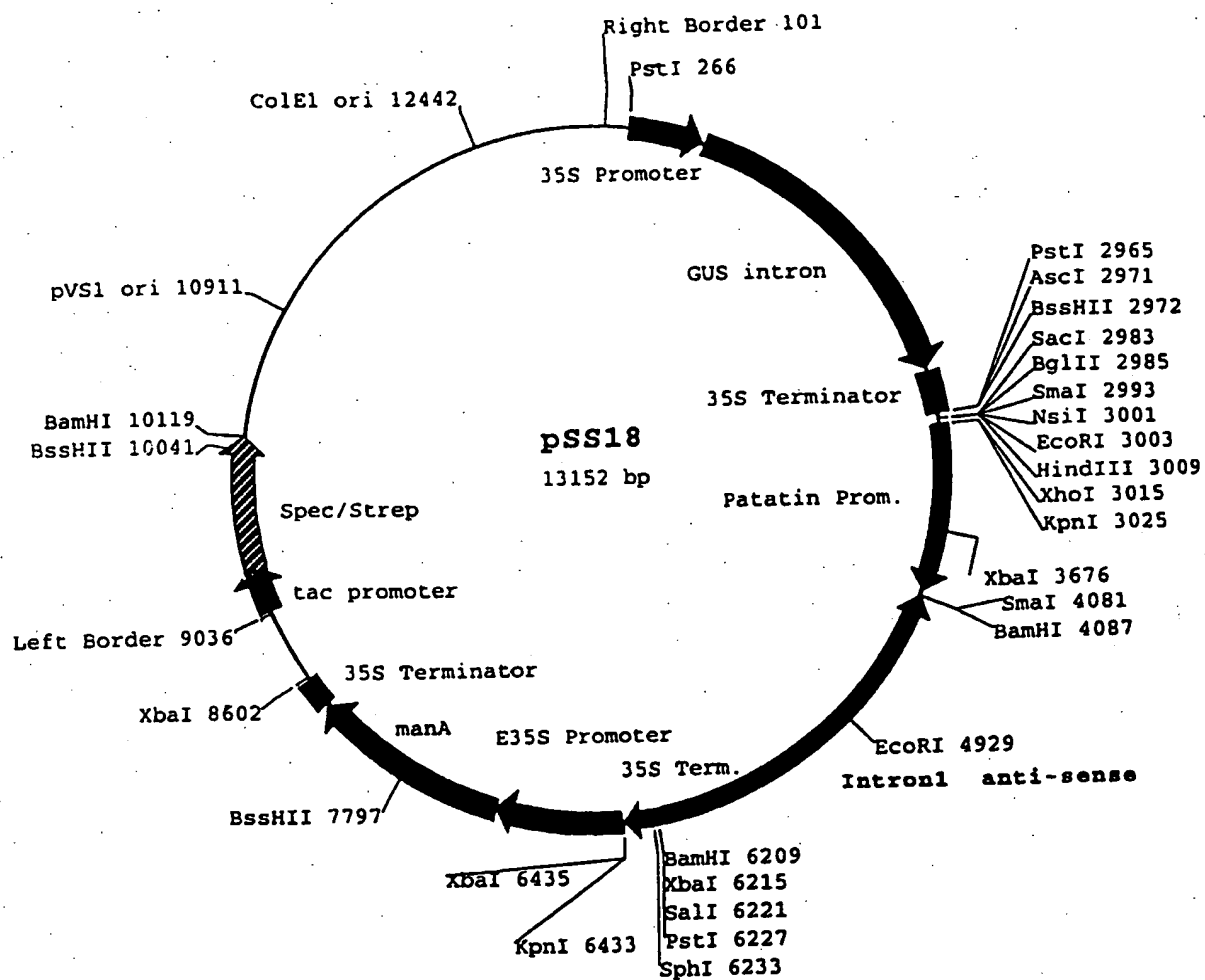 Right Border 101
PstI 266
ColE1 ori 12442
35S Promoter
GUS intron
PstI 2965
AscI 2971
BssHII 2972
SacI 2983
BglII 2985
SmaI 2993
NsiI 3001
EcoRI 3003
HindIII 3009
XhoI 3015
KpnI 3025
pVS1 ori 10911
35S Terminator
BamHI 10119
BssHII 10041
pSS18
13152 bp
Patatin Prom.
Spec/Strep
XbaI 3676
SmaI 4081
BamHI 4087
tac promoter
Left Border 9036
35S Terminator
XbaI 8602
manA
E35S Promoter
35S Term.
EcoRI 4929
Intron1 anti-sense
BssHII 7797
BamHI 6209
XbaI 6215
SalI 6221
PstI 6227
SphI 6233
XbaI 6435
KpnI 6433